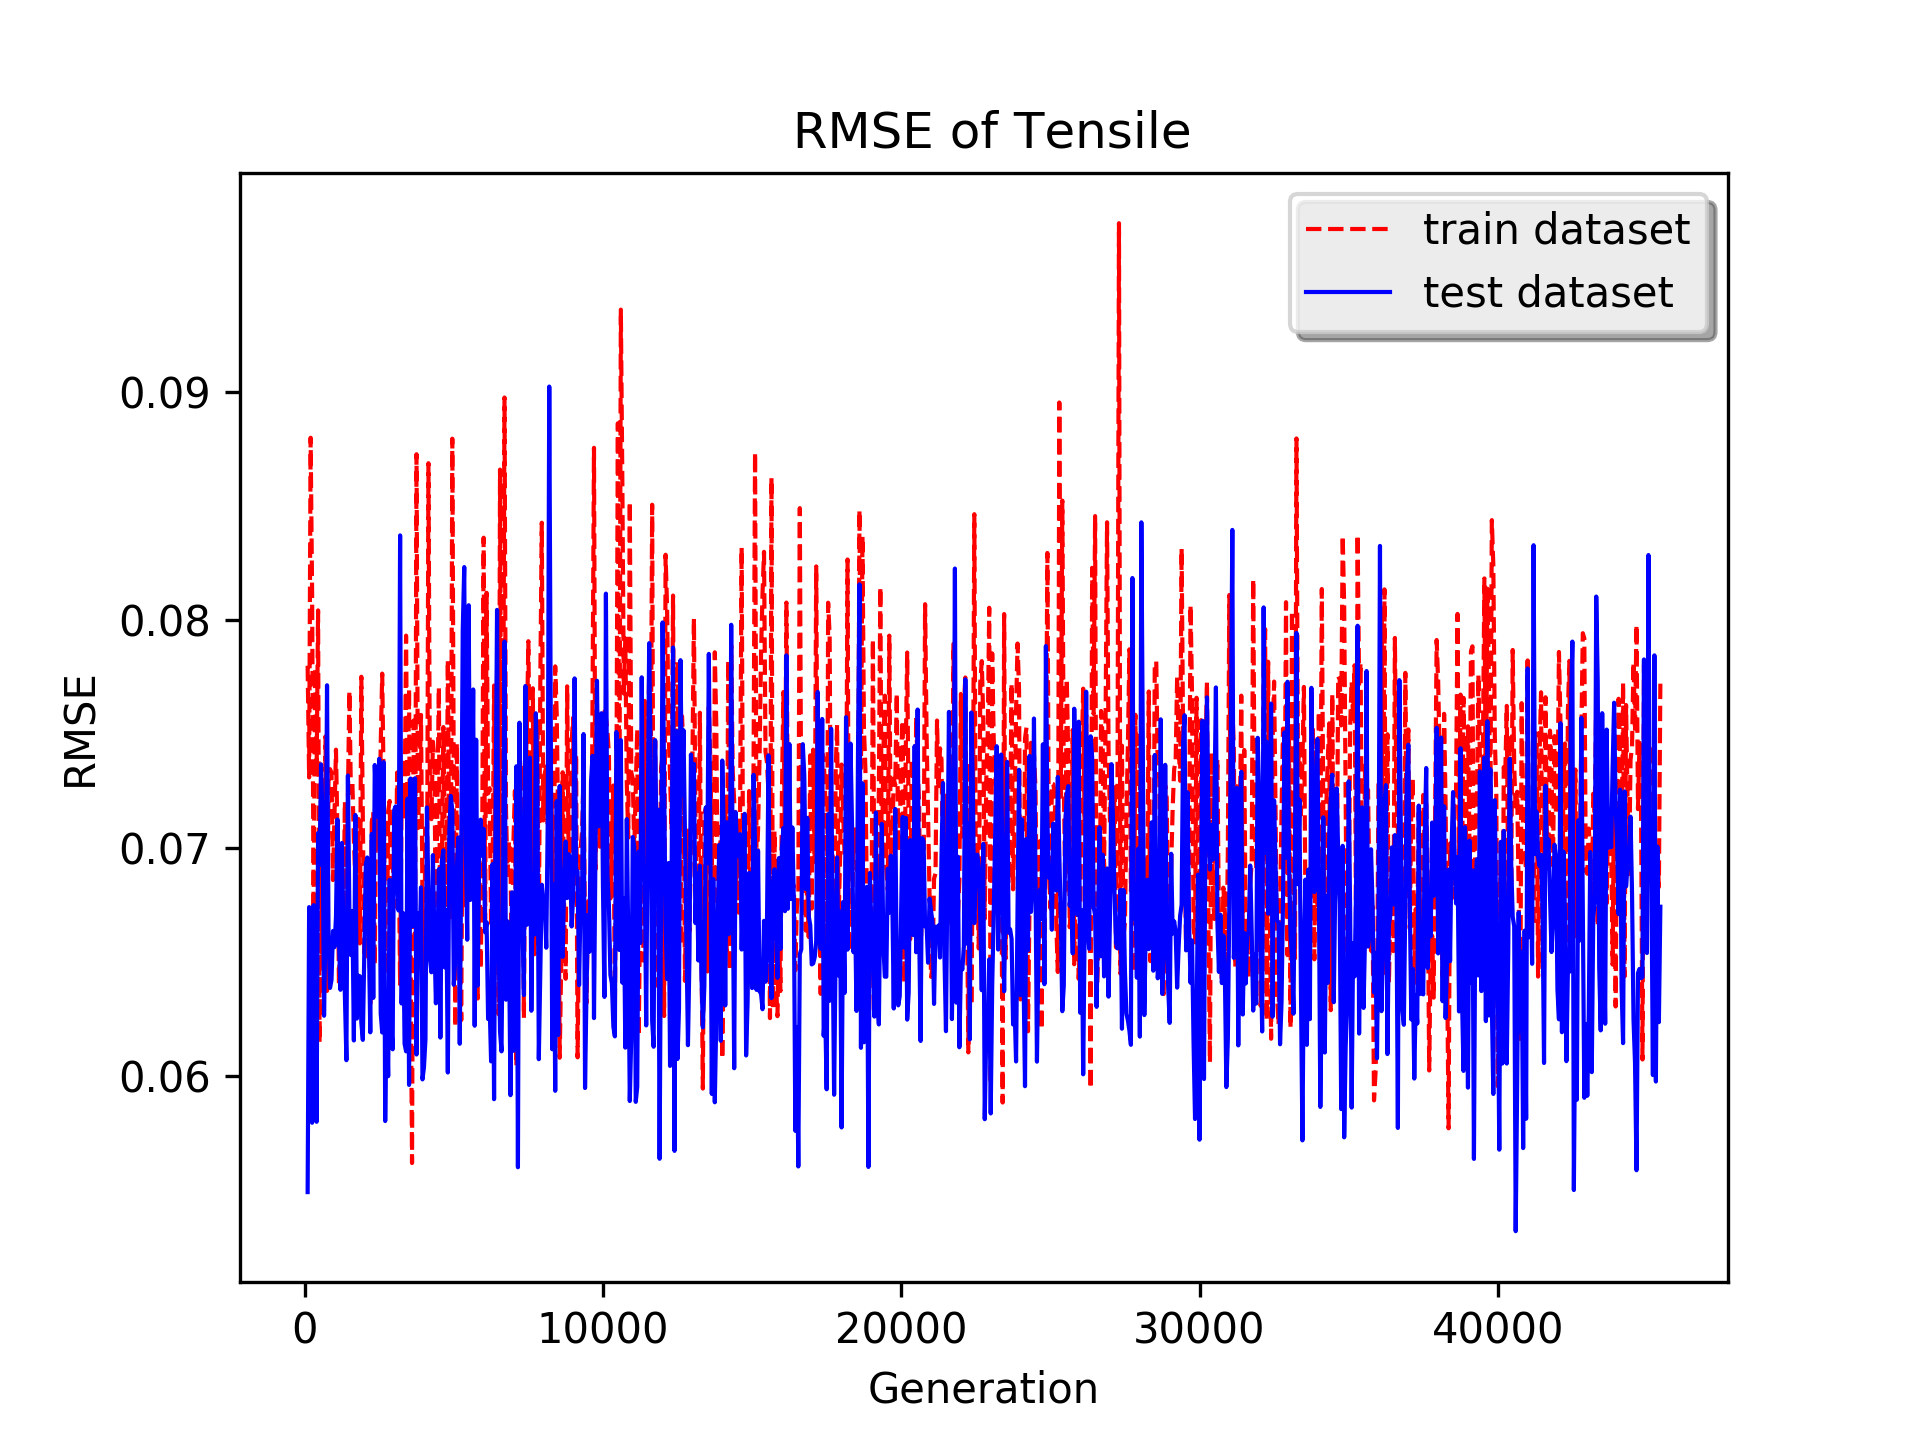 RMSE of Tensile
train dataset
test dataset
RMSE
0.09
0.08
0.07
0.06
0
10000
20000
30000
40000
Generation